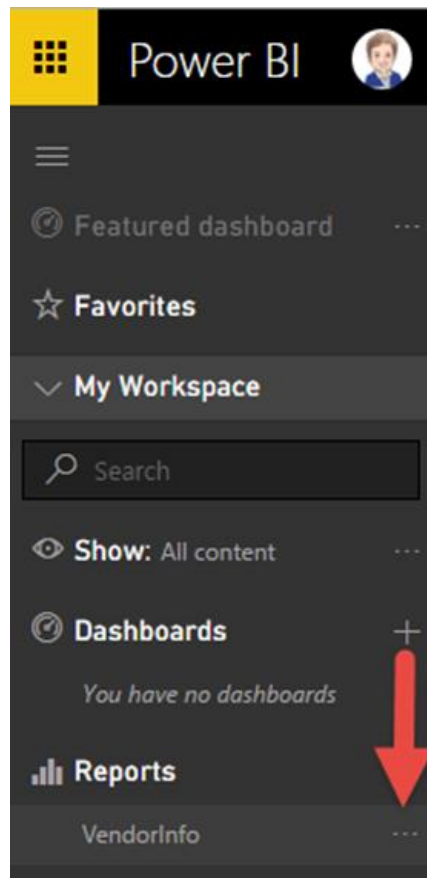 Power BI
Featured dashboard ...
Favorites
My Workspace
Search
Show: All content ...
Dashboards +
You have no dashboards
Reports
VendorInfo ...